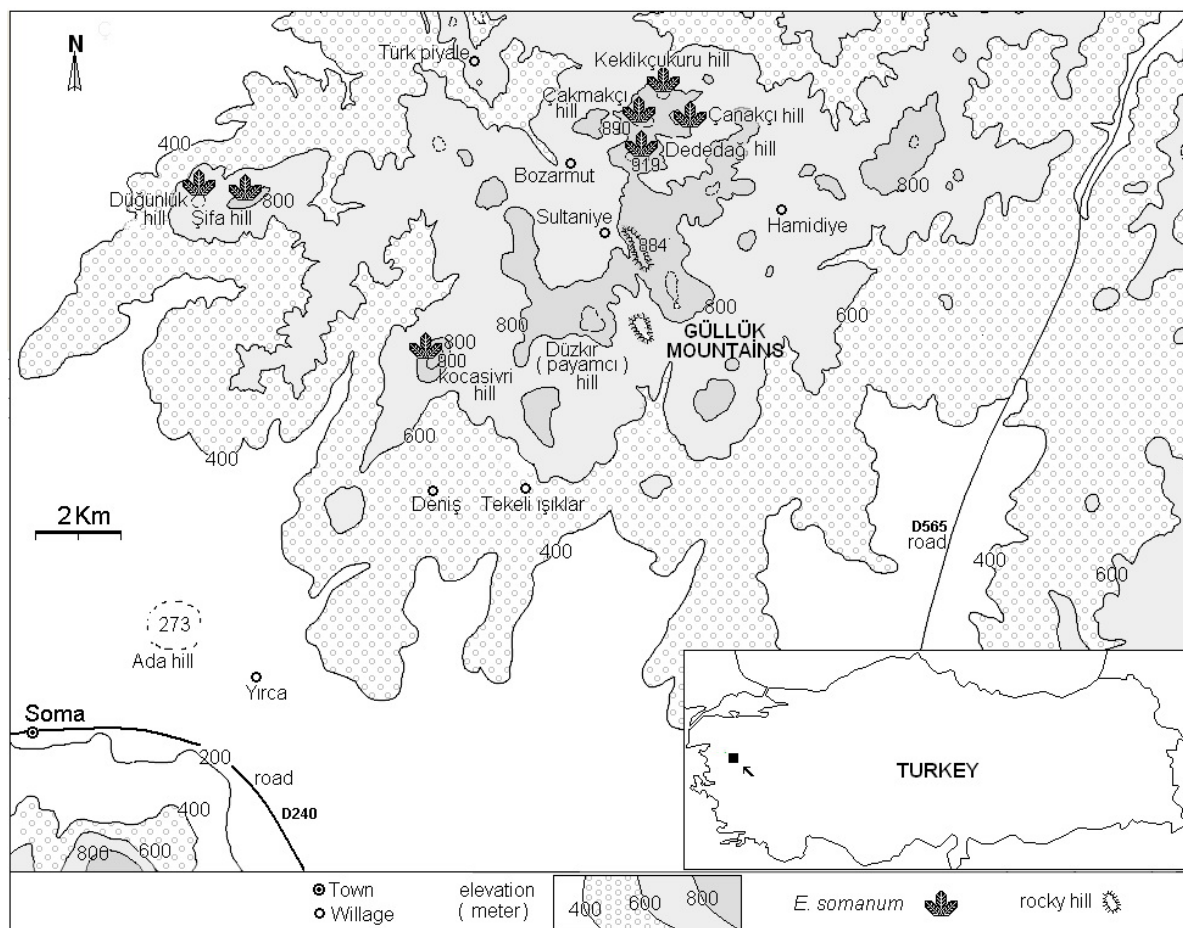 N
Türk piyale
Keklikçukuru hill
Çakmakçı
hill
Çanakçı hill
890
Dededağ hill
919
400
Bozarmut
800
Düğünlük
hill
Şifa hill
800
Sultaniye
Hamidiye
884
800
600
800
GÜLLÜK
MOUNTAINS
800
900
kocasivri
hill
Düzkır
( payamcı )
hill
600
400
Deniş
Tekeli ışıklar
2 Km
400
D565
road
400
600
273
Ada hill
Yırca
Soma
200
road
D240
400
600
800
TURKEY
Town
Willage
elevation
( meter )
400
600
800
E. somanum
rocky hill